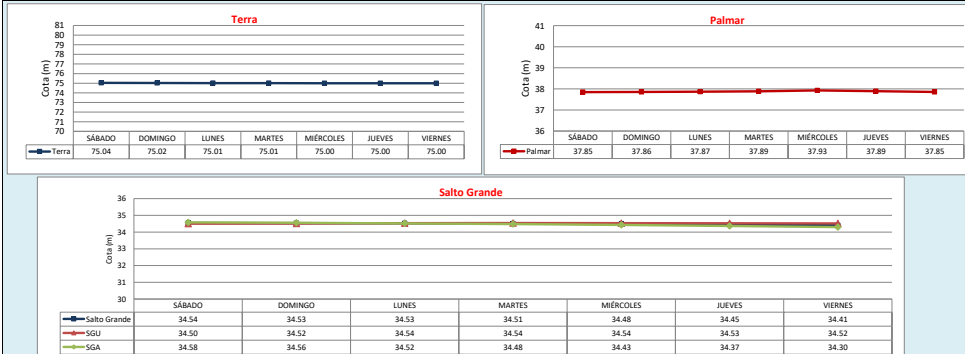 Terra
Cota (m)
81
80
79
78
77
76
75
74
73
72
71
70
SÁBADO DOMINGO LUNES MARTES MIÉRCOLES JUEVES VIERNES
Terra 75.04 75.02 75.01 75.01 75.00 75.00 75.00
Palmar
Cota (m)
41
40
39
38
37
36
SÁBADO DOMINGO LUNES MARTES MIÉRCOLES JUEVES VIERNES
Palmar 37.85 37.86 37.87 37.89 37.93 37.89 37.85
Salto Grande
Cota (m)
36
35
34
33
32
31
30
SÁBADO DOMINGO LUNES MARTES MIÉRCOLES JUEVES VIERNES
Salto Grande 34.54 34.53 34.53 34.51 34.48 34.45 34.41
SGU 34.50 34.52 34.54 34.54 34.54 34.53 34.52
SGA 34.58 34.56 34.52 34.48 34.43 34.37 34.30